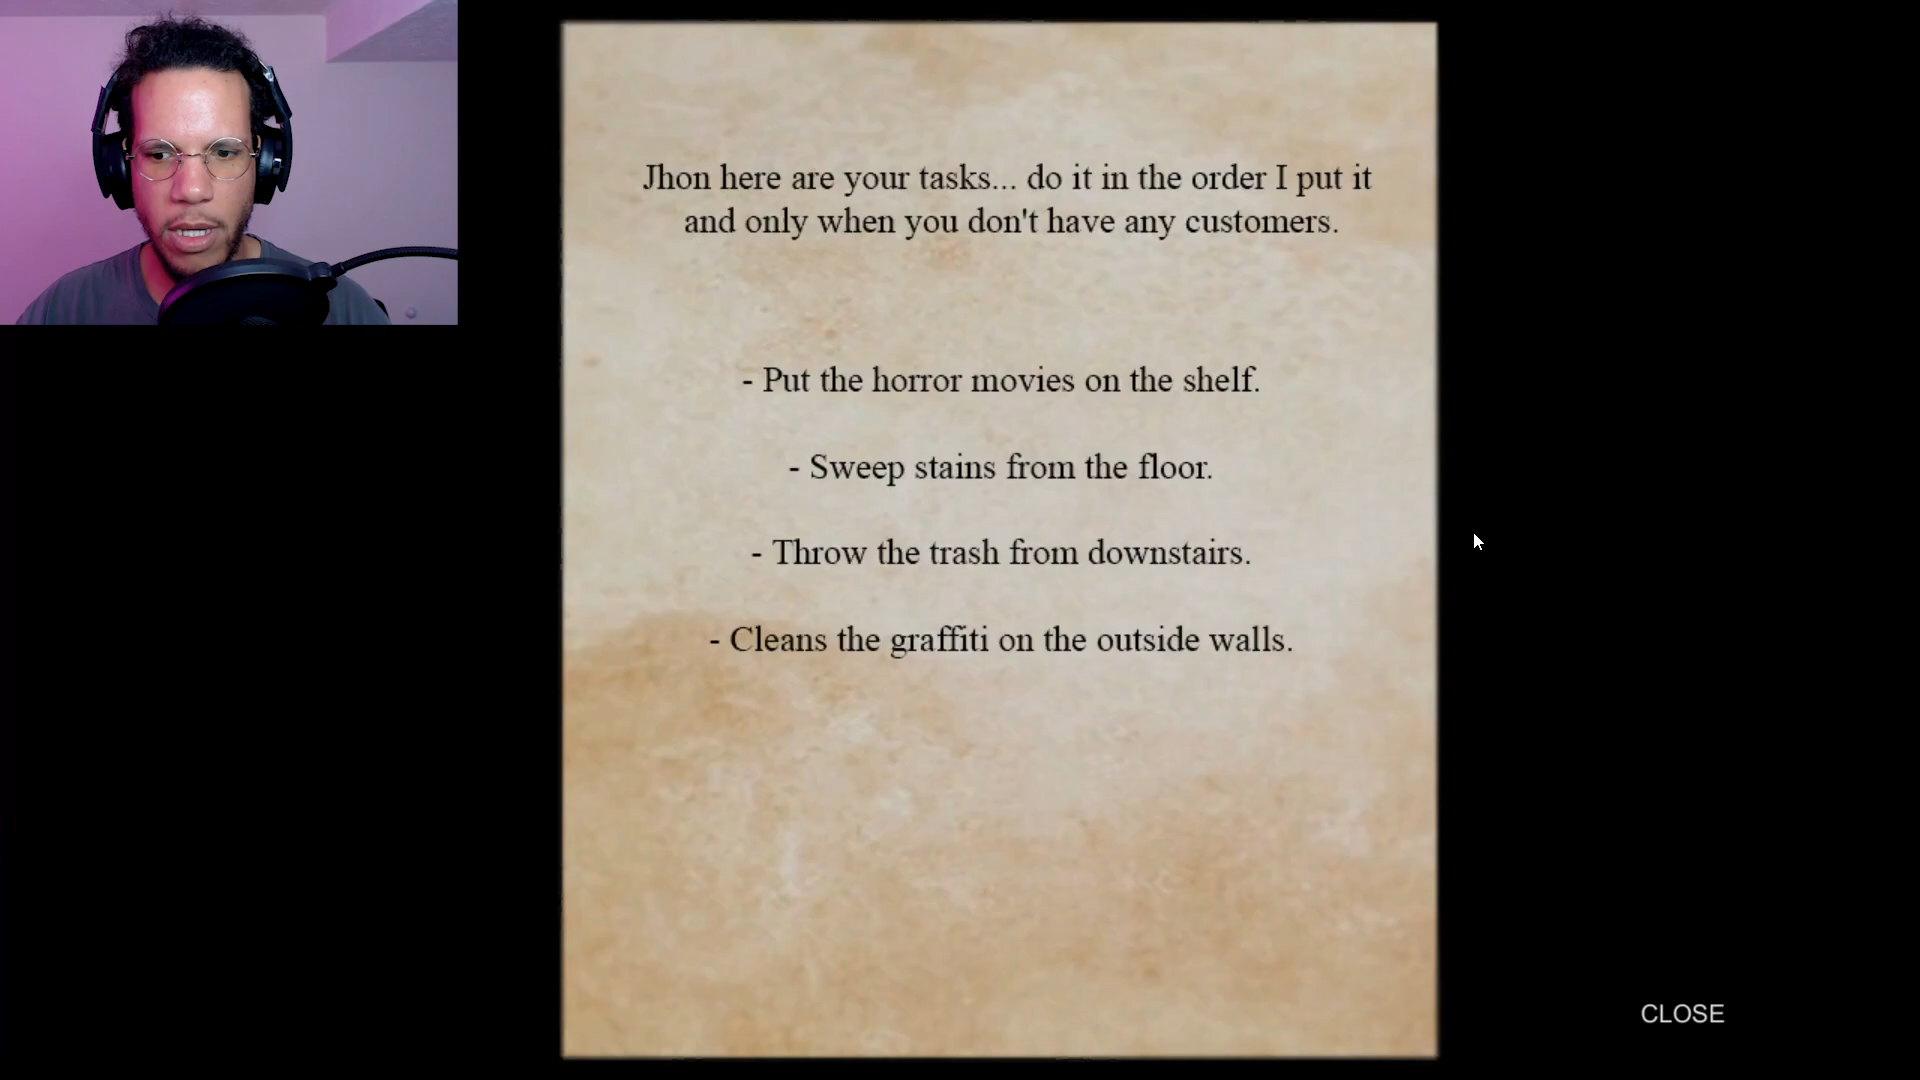 Jhon here are your tasks... do it in the order I put it
and only when you don't have any customers.
- Put the horror movies on the shelf.
- Sweep stains from the floor.
- Throw the trash from downstairs.
- Cleans the graffiti on the outside walls.
CLOSE